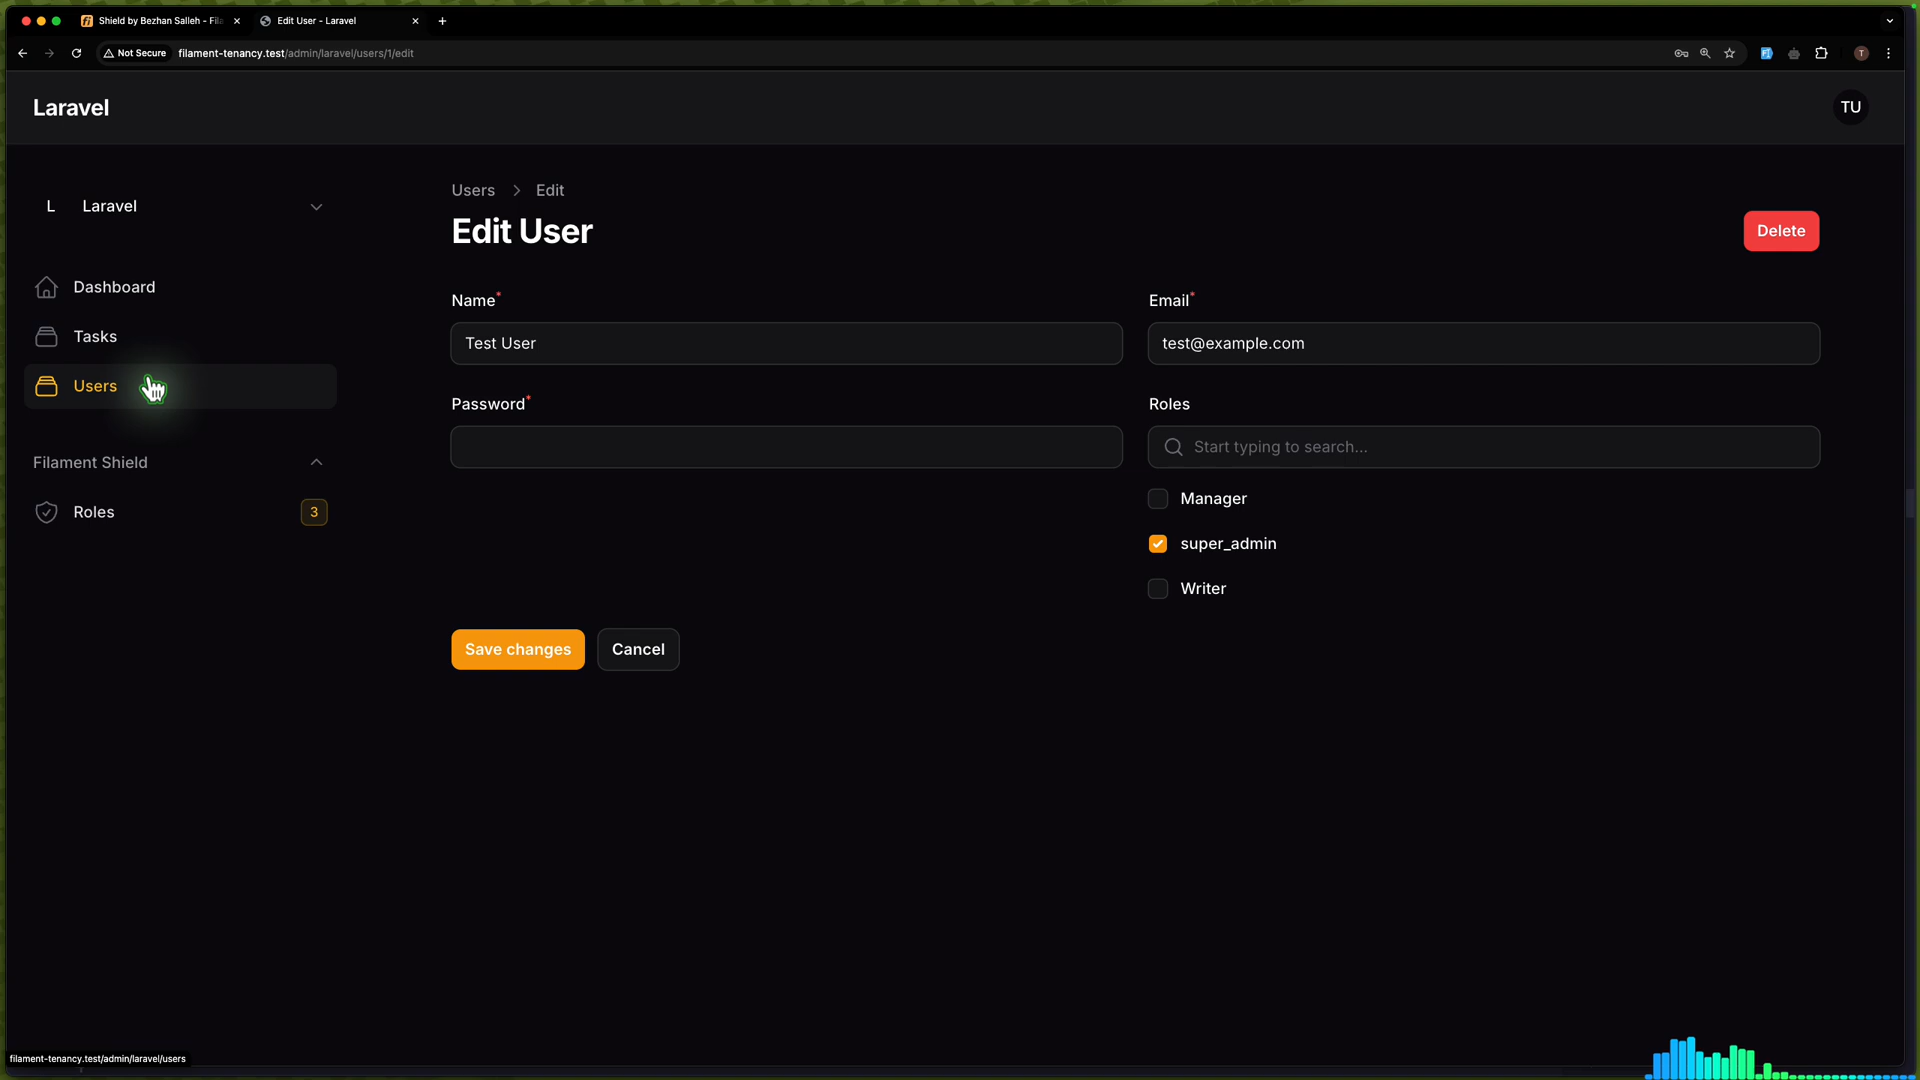 Shield by Bezhan Salleh - Fila
Edit User - Laravel
Not Secure
filament-tenancy.test/admin/laravel/users/1/edit
T
Laravel
TU
L
Laravel
Dashboard
Tasks
Users
Filament Shield
Roles
3
Users > Edit
Edit User
Delete
Name*
Test User
Email*
test@example.com
Password*
Roles
Start typing to search...
Manager
super_admin
Writer
Save changes
Cancel
filament-tenancy.test/admin/laravel/users